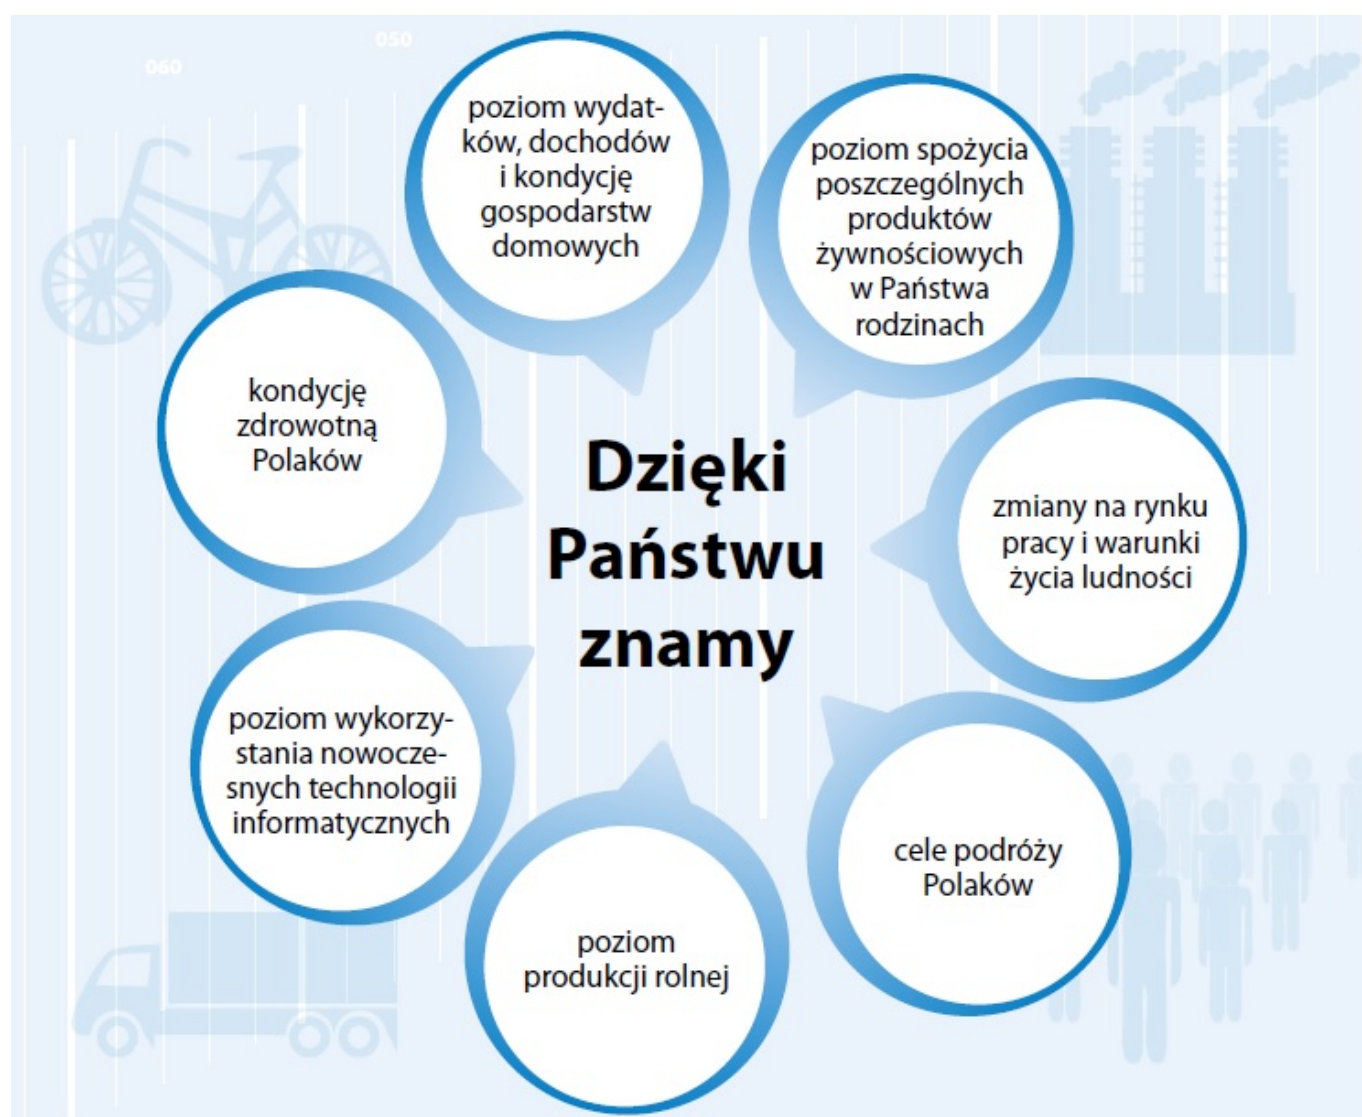 060
050
poziom wydat-
ków, dochodów
i kondycję
gospodarstw
domowych
poziom spożycia
poszczególnych
produktów
żywnościowych
w Państwa
rodzinach
kondycję
zdrowotną
Polaków
Dzięki
Państwu
znamy
zmiany na rynku
pracy i warunki
życia ludności
poziom wykorzy-
stania nowocze-
snych technologii
informatycznych
cele podróży
Polaków
poziom
produkcji rolnej